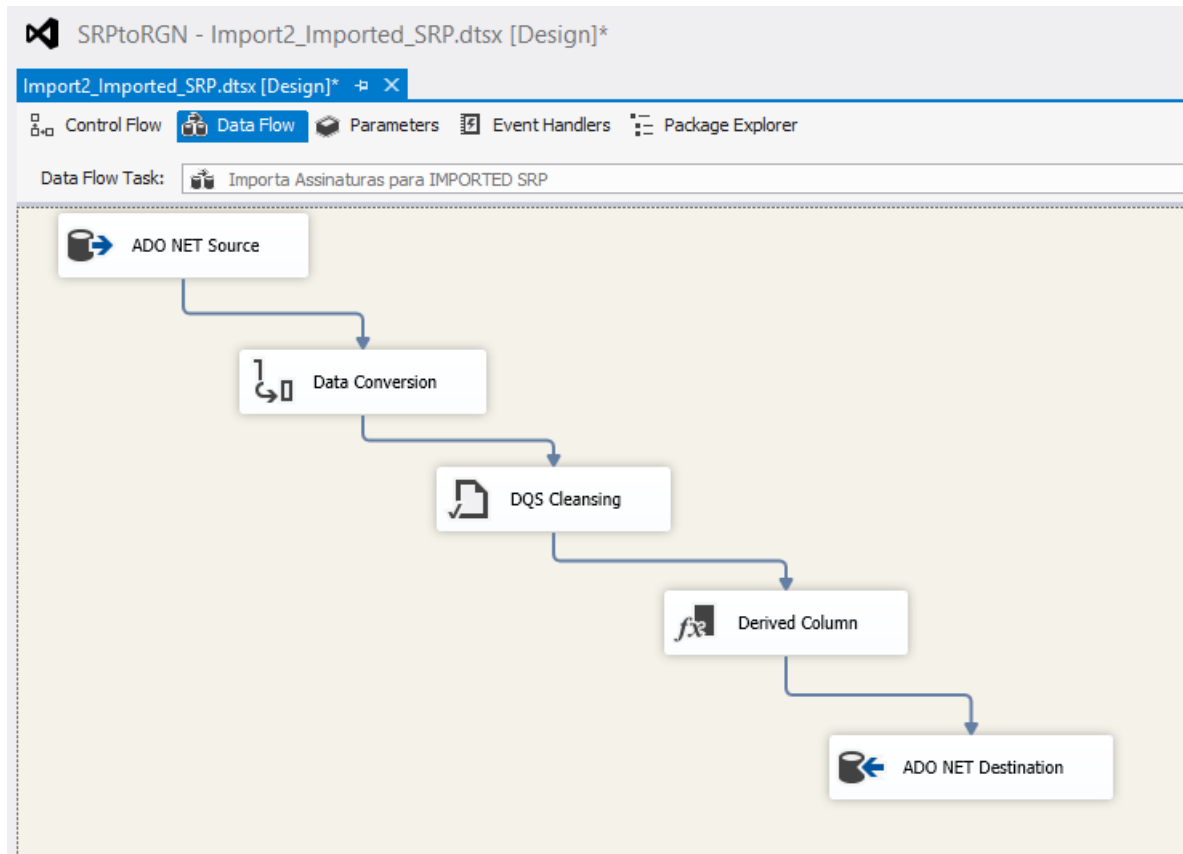 SRPtoRGN - Import2_Imported_SRP.dtsx [Design]*
Import2_Imported_SRP.dtsx [Design]*
Control Flow Data Flow Parameters Event Handlers Package Explorer
Data Flow Task: Importa Assinaturas para IMPORTED SRP
ADO NET Source
Data Conversion
DQS Cleansing
Derived Column
ADO NET Destination